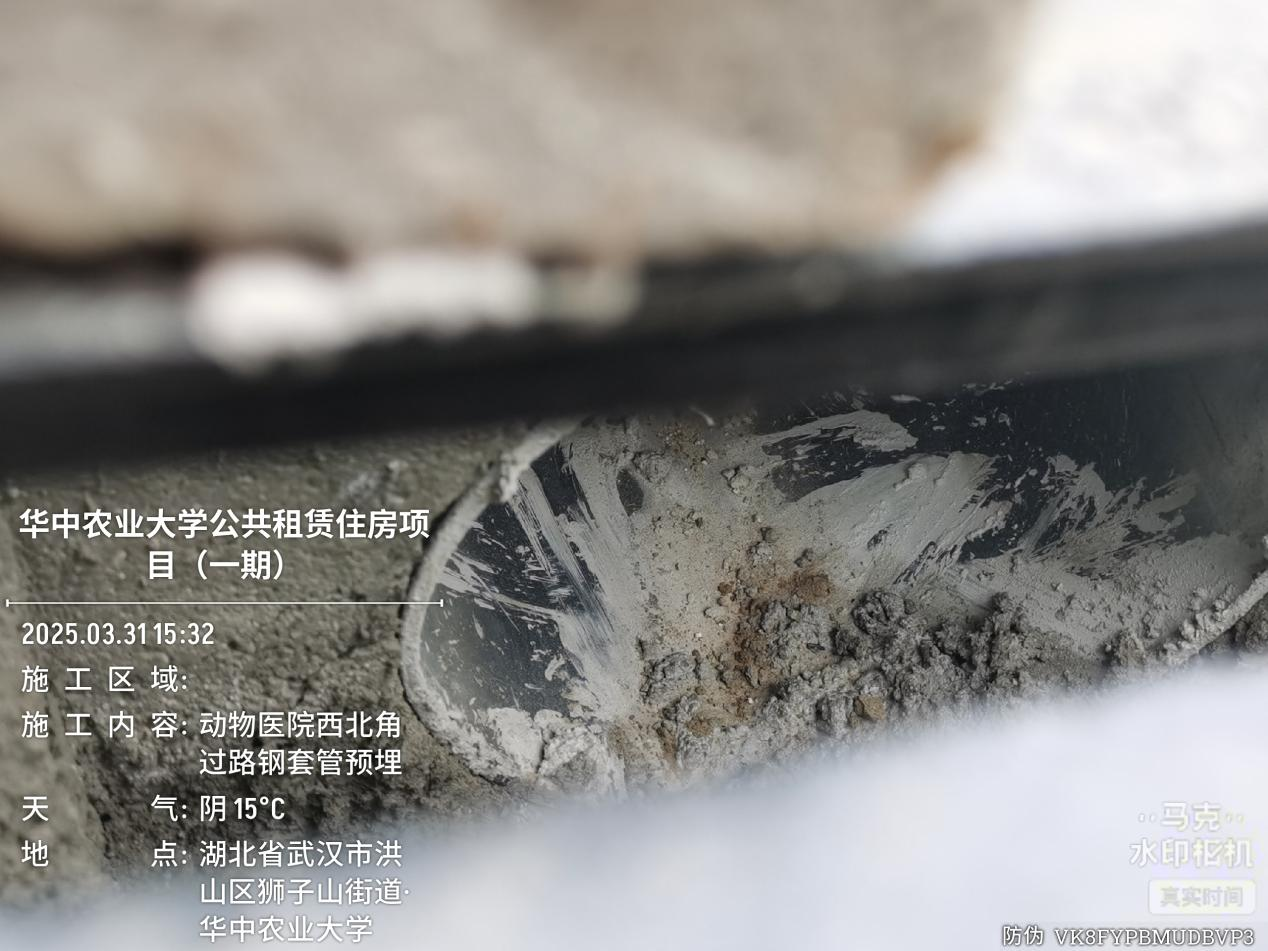 华中农业大学公共租赁住房项
目（一期）
2025.03.31 15:32
施工区域:
施工内容: 动物医院西北角
过路钢套管预埋
天气: 阴 15°C
地点: 湖北省武汉市洪
山区狮子山街道·
华中农业大学
马克
水印相机
真实时间
防伪 VK8FYPBMUDBVP3